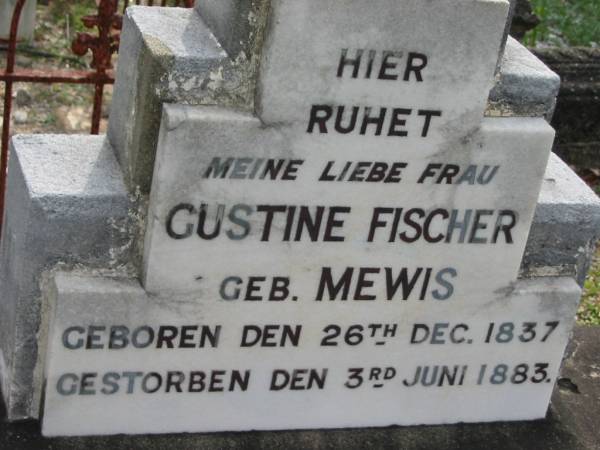 HIER
RUHET
MEINE LIEBE FRAU
GUSTINE FISCHER
GEB. MEWIS
GEBOREN DEN 26TH DEC. 1837
GESTORBEN DEN 3RD JUNI 1883.